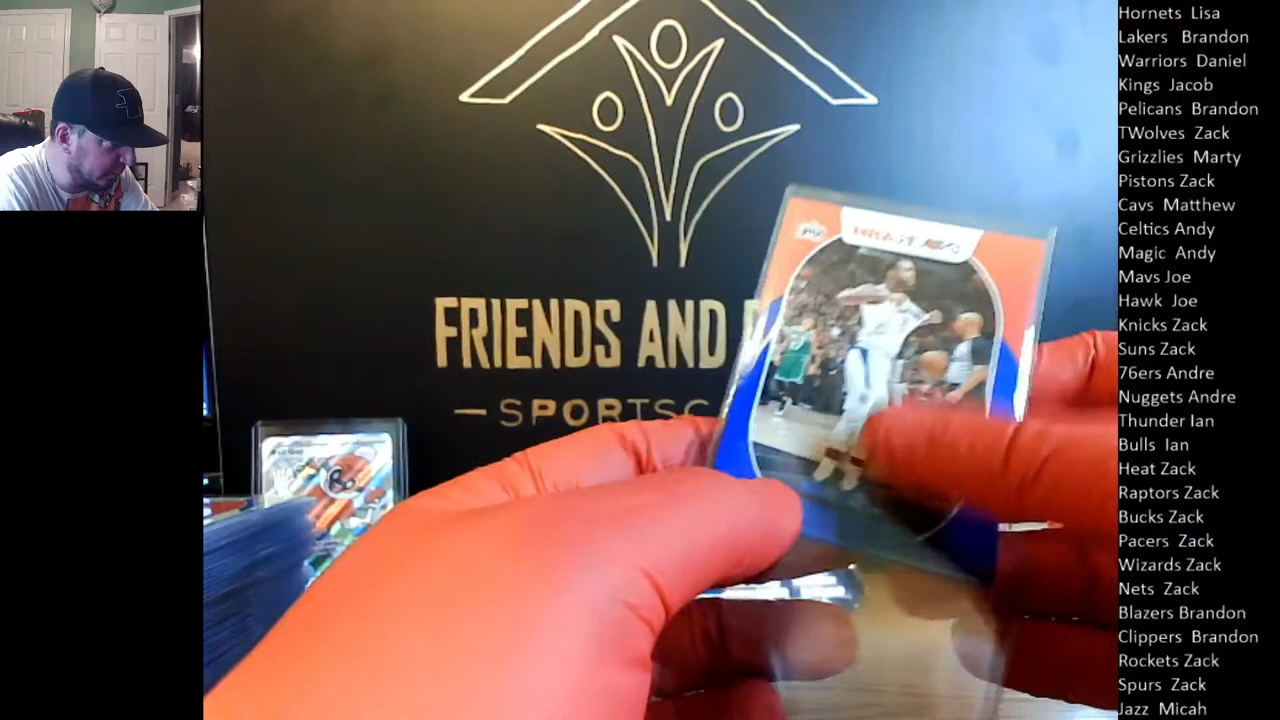 FRIENDS AND
— SPORTSC
Hornets Lisa
Lakers Brandon
Warriors Daniel
Kings Jacob
Pelicans Brandon
TWolves Zack
Grizzlies Marty
Pistons Zack
Cavs Matthew
Celtics Andy
Magic Andy
Mavs Joe
Hawk Joe
Knicks Zack
Suns Zack
76ers Andre
Nuggets Andre
Thunder Ian
Bulls Ian
Heat Zack
Raptors Zack
Bucks Zack
Pacers Zack
Wizards Zack
Nets Zack
Blazers Brandon
Clippers Brandon
Rockets Zack
Spurs Zack
Jazz Micah